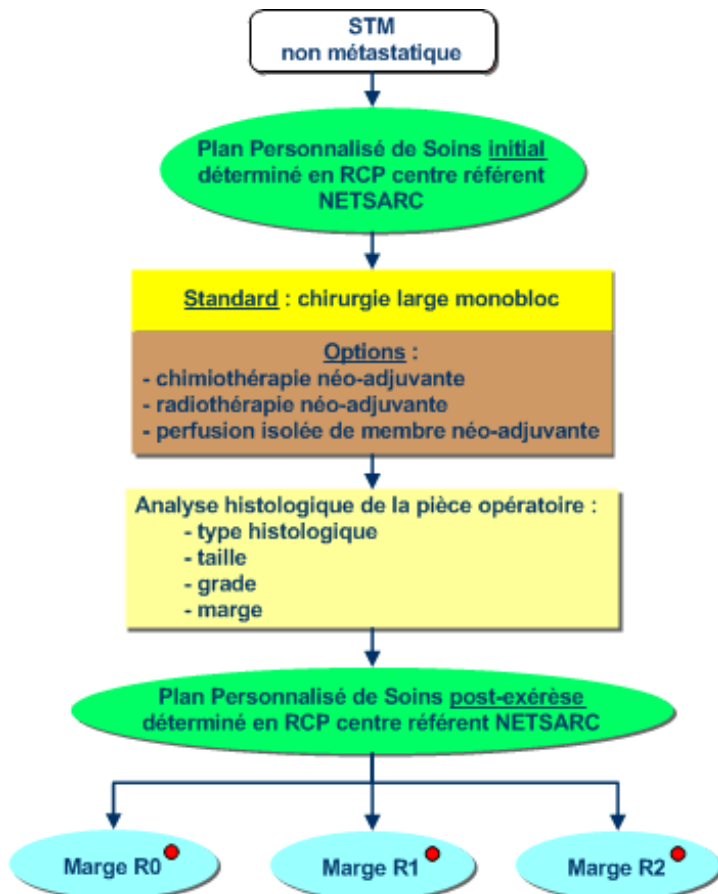 STM
non métastatique
Plan Personnalisé de Soins initial
déterminé en RCP centre référent
NETSARC
Standard : chirurgie large monobloc
Options :
- chimiothérapie néo-adjuvante
- radiothérapie néo-adjuvante
- perfusion isolée de membre néo-adjuvante
Analyse histologique de la pièce opératoire :
- type histologique
- taille
- grade
- marge
Plan Personnalisé de Soins post-exérèse
déterminé en RCP centre référent NETSARC
Marge R0
Marge R1
Marge R2